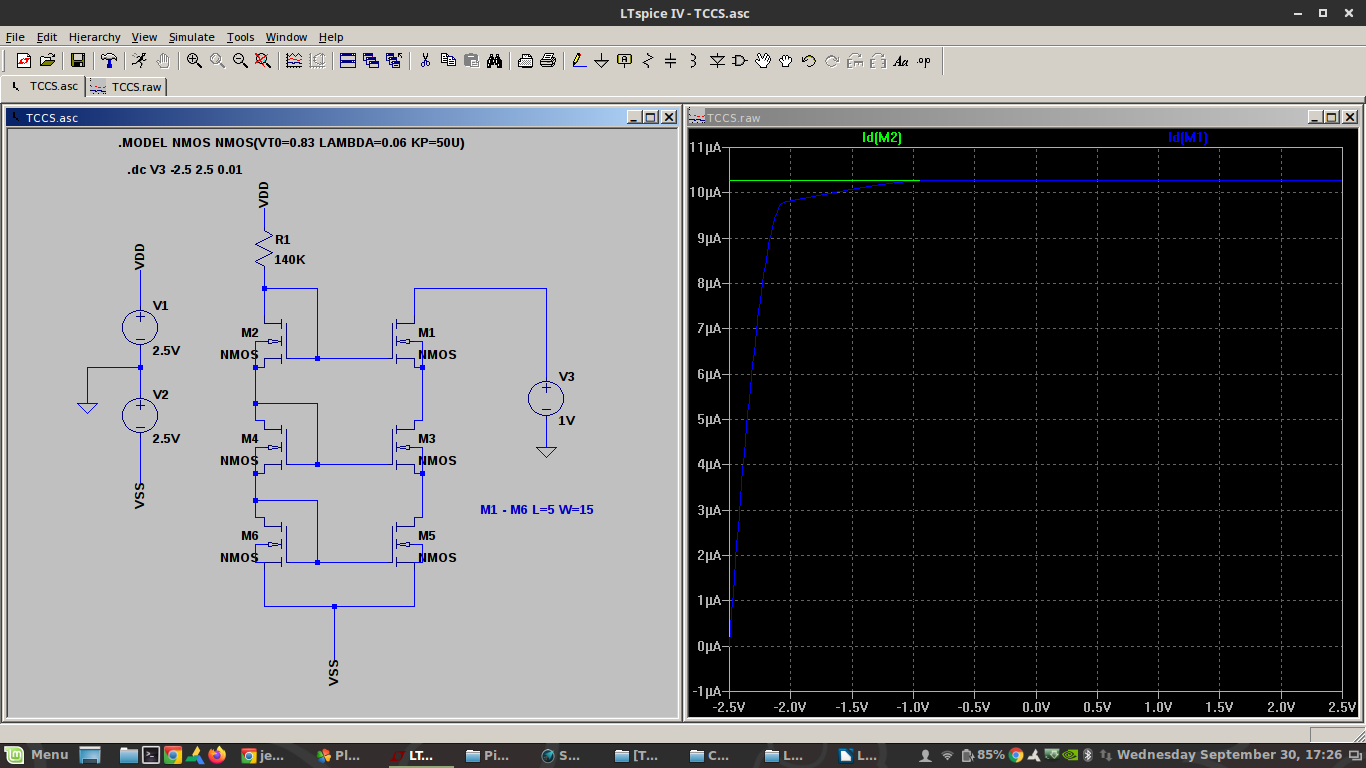 LTspice IV - TCCS.asc
File Edit Hierarchy View Simulate Tools Window Help
Aa .op
TCCS.asc TCCS.raw
TCCS.asc
.MODEL NMOS NMOS(VT0=0.83 LAMBDA=0.06 KP=50U)
.dc V3 -2.5 2.5 0.01
VDD
R1
140K
VDD
V1
2.5V
V2
2.5V
VSS
M2
NMOS
M1
NMOS
V3
1V
M4
NMOS
M3
NMOS
M1 - M6 L=5 W=15
M6
NMOS
M5
NMOS
VSS
TCCS.raw
Id(M2) Id(M1)
11µA
10µA
9µA
8µA
7µA
6µA
5µA
4µA
3µA
2µA
1µA
0µA
-1µA
-2.5V -2.0V -1.5V -1.0V -0.5V 0.0V 0.5V 1.0V 1.5V 2.0V 2.5V
Menu je... Pl... LT... Pi... S... [T... C... L... L... 85% Wednesday September 30, 17:26